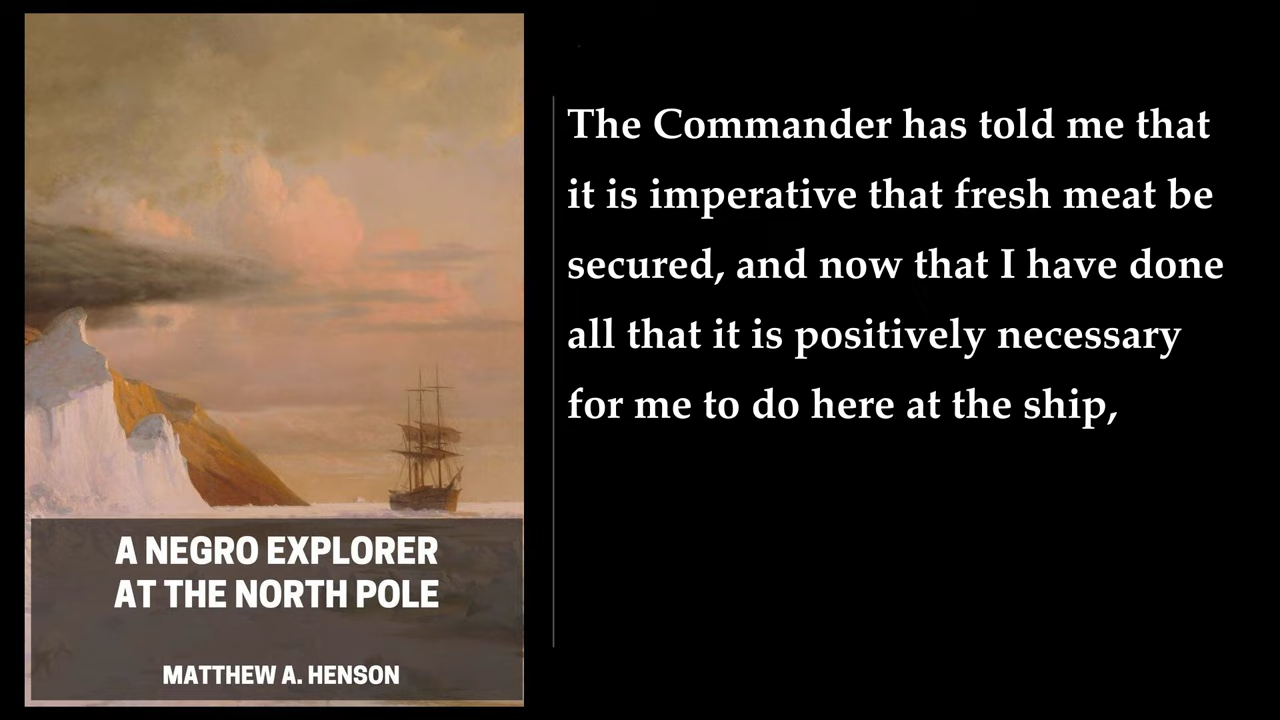 The Commander has told me that
it is imperative that fresh meat be
secured, and now that I have done
all that it is positively necessary
for me to do here at the ship,
A NEGRO EXPLORER
AT THE NORTH POLE
MATTHEW A. HENSON